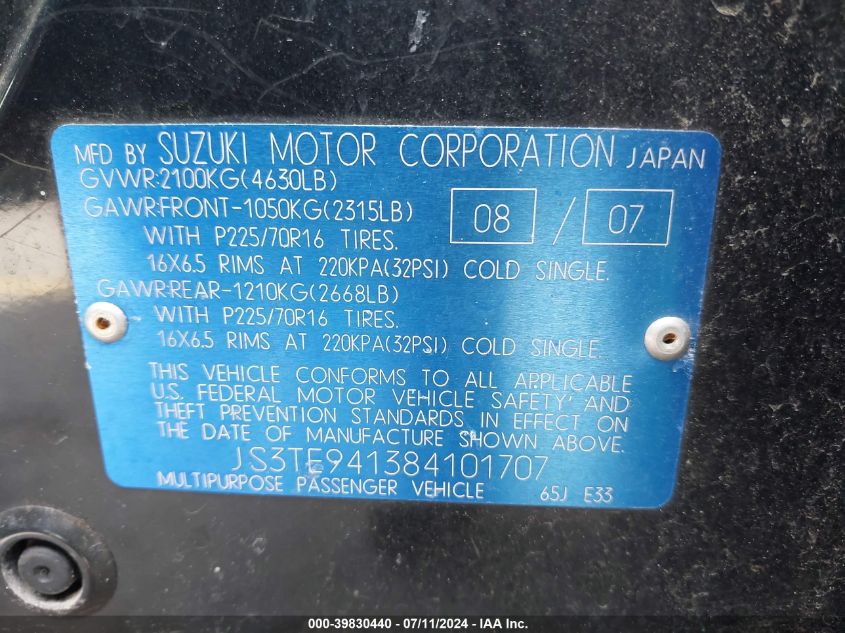 MFD BY SUZUKI MOTOR CORPORATION JAPAN
GVWR:2100KG(4630LB)
GAWR:FRONT-1050KG(2315LB) 08 / 07
WITH P225/70R16 TIRES.
16X6.5 RIMS AT 220KPA(32PSI) COLD SINGLE.
GAWR:REAR-1210KG(2668LB)
WITH P225/70R16 TIRES.
16X6.5 RIMS AT 220KPA(32PSI) COLD SINGLE.
THIS VEHICLE CONFORMS TO ALL APPLICABLE
U.S. FEDERAL MOTOR VEHICLE SAFETY AND
THEFT PREVENTION STANDARDS IN EFFECT ON
THE DATE OF MANUFACTURE SHOWN ABOVE.
JS3TE941384101707
MULTIPURPOSE PASSENGER VEHICLE 65J E33
000-39830440 - 07/11/2024 - IAA Inc.